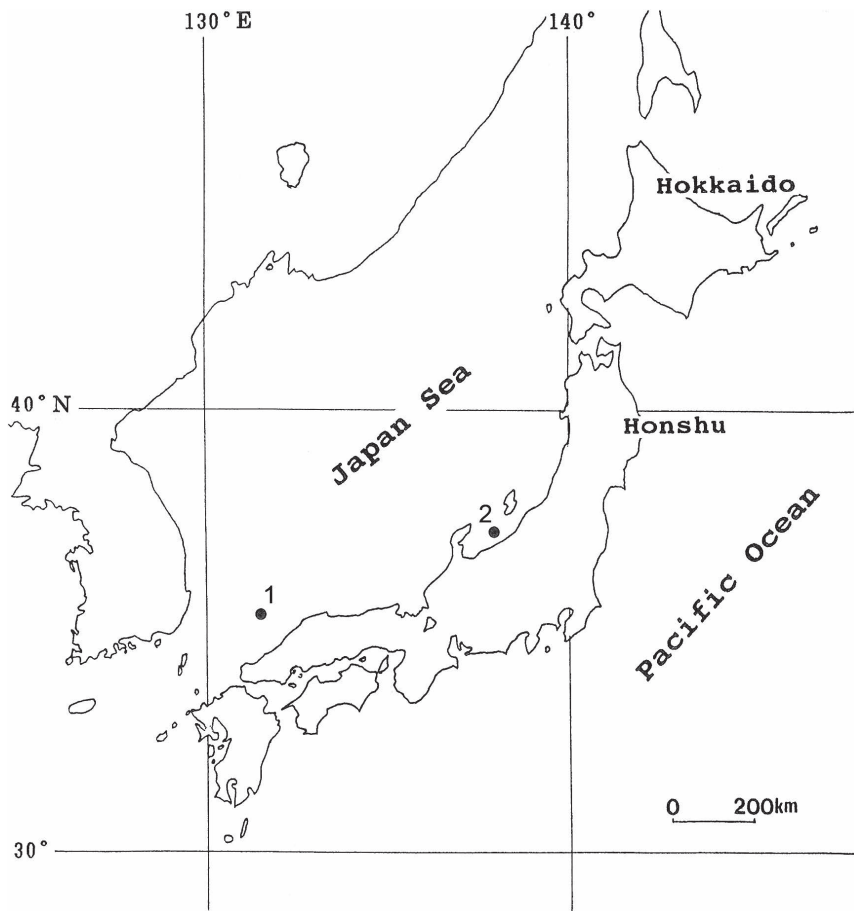 130°E 140°
Hokkaido
Japan Sea
40°N
Honshu
2
Pacific Ocean
1
0 200km
30°